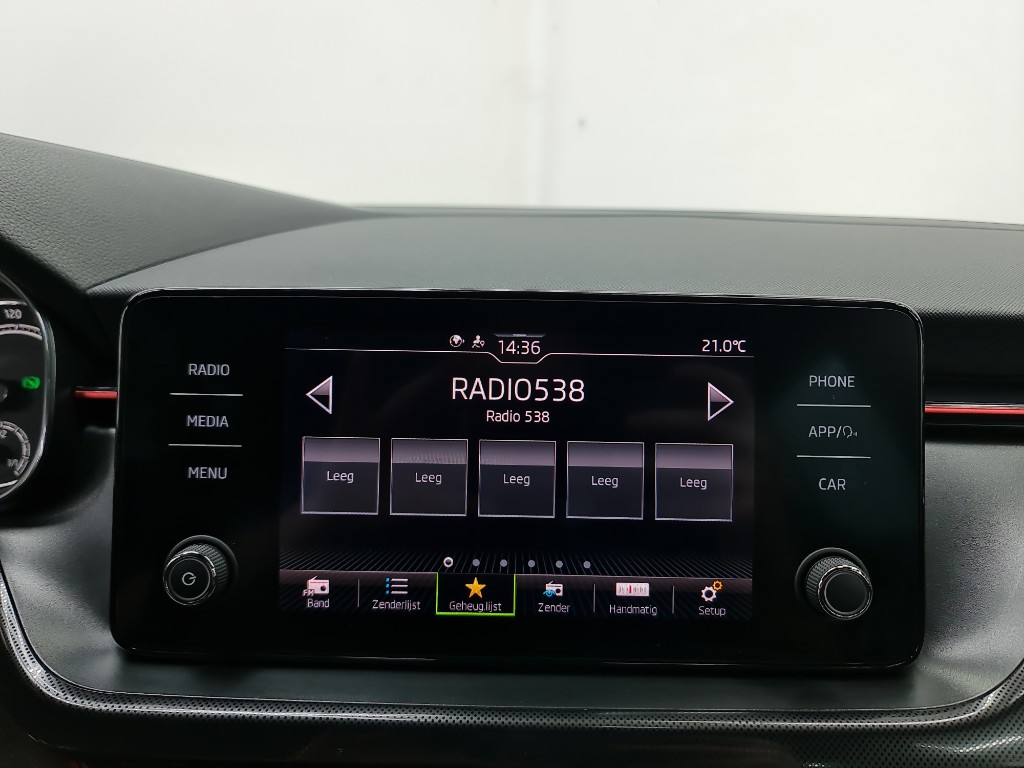 120
RADIO
MEDIA
MENU
14:36
21.0°C
RADIO538
Radio 538
Leeg
Leeg
Leeg
Leeg
Leeg
FM
Band
Zenderlijst
Geheug.lijst
Zender
Handmatig
Setup
PHONE
APP/
CAR